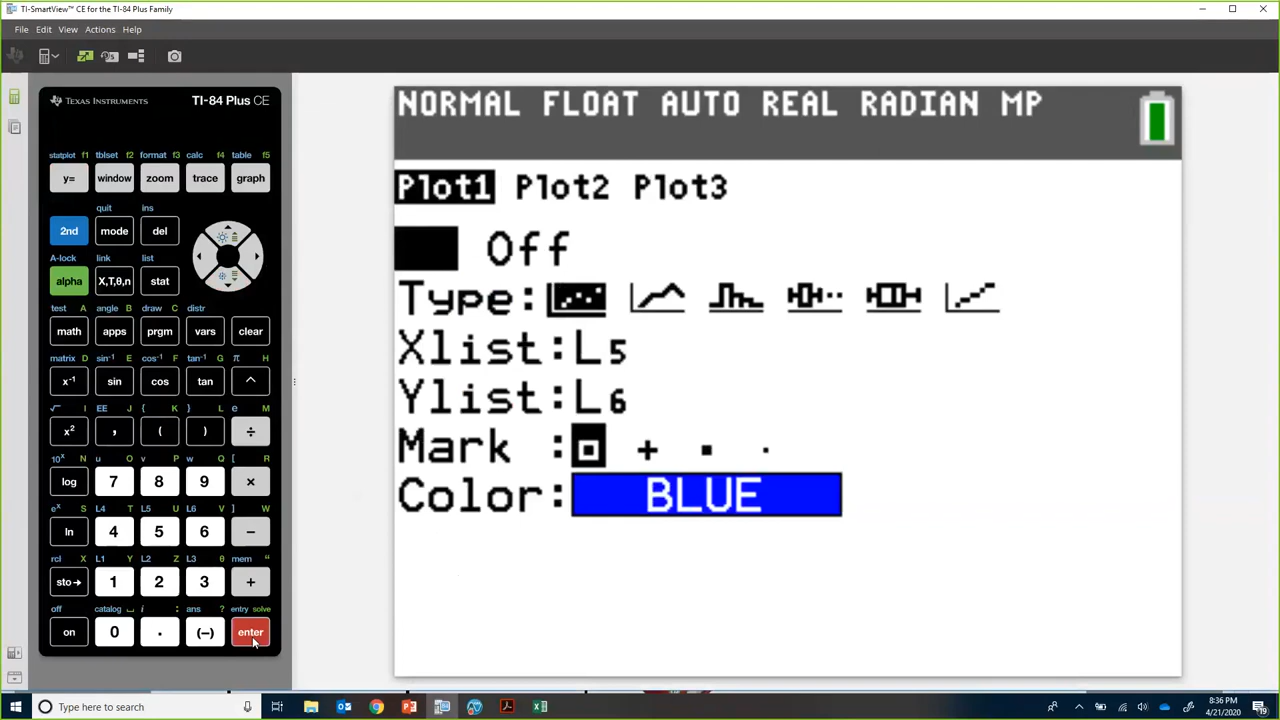 TI-SmartView™ CE for the TI-84 Plus Family
File Edit View Actions Help
TEXAS INSTRUMENTS TI-84 Plus CE
NORMAL FLOAT AUTO REAL RADIAN MP
Plot1 Plot2 Plot3
Off
Type:
Xlist:L5
Ylist:L6
Mark :
Color: BLUE
statplot f1 tblset f2 format f3 calc f4 table f5
y= window zoom trace graph
quit ins
2nd mode del
A-lock link list
alpha X,T,θ,n stat
test A angle B draw C distr
math apps prgm vars clear
matrix D sin⁻¹ E cos⁻¹ F tan⁻¹ G π H
x⁻¹ sin cos tan ^
√ I EE J { K } L e M
x² , ( ) ÷
10ˣ N u O v P w Q [ R
log 7 8 9 ×
eˣ S L4 T L5 U L6 V ] W
ln 4 5 6 −
rcl X L1 Y L2 Z L3 θ mem "
sto→ 1 2 3 +
off catalog ␣ i : ans ? entry solve
on 0 . (−) enter
Type here to search
8:36 PM
4/21/2020
19